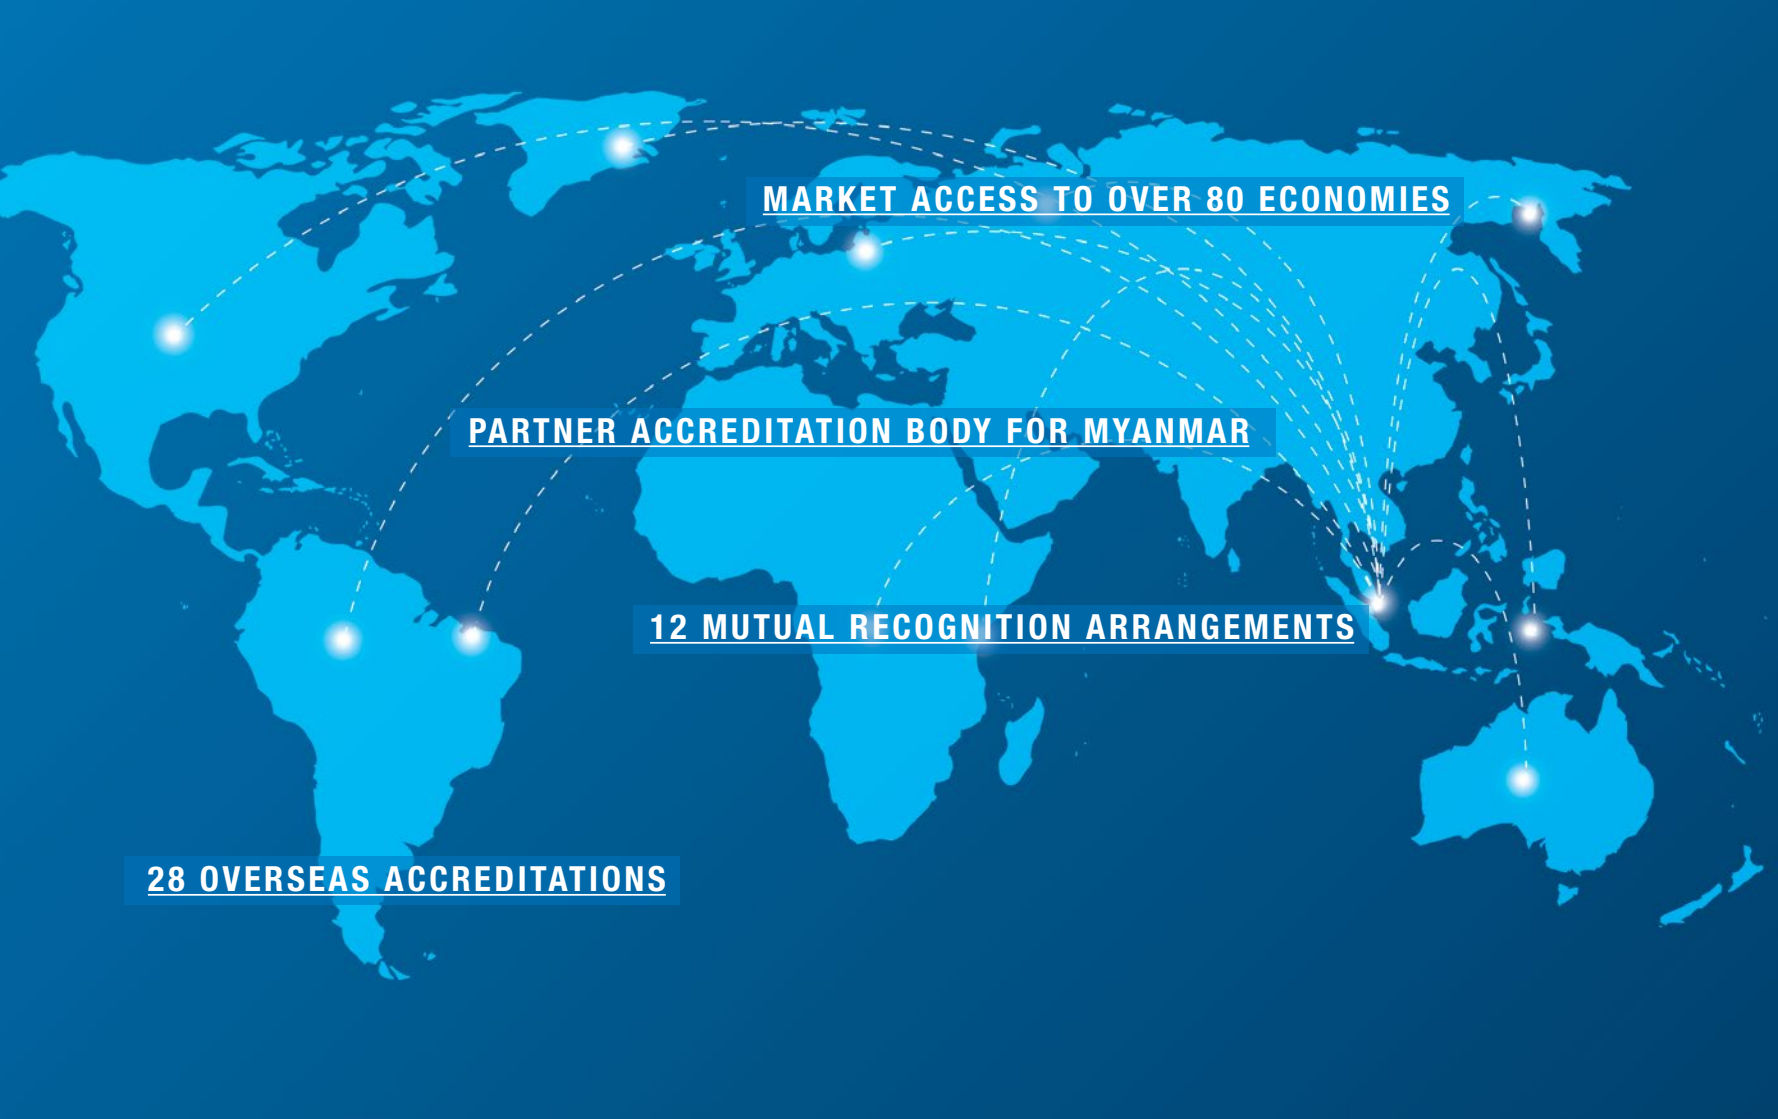 MARKET ACCESS TO OVER 80 ECONOMIES
PARTNER ACCREDITATION BODY FOR MYANMAR
12 MUTUAL RECOGNITION ARRANGEMENTS
28 OVERSEAS ACCREDITATIONS